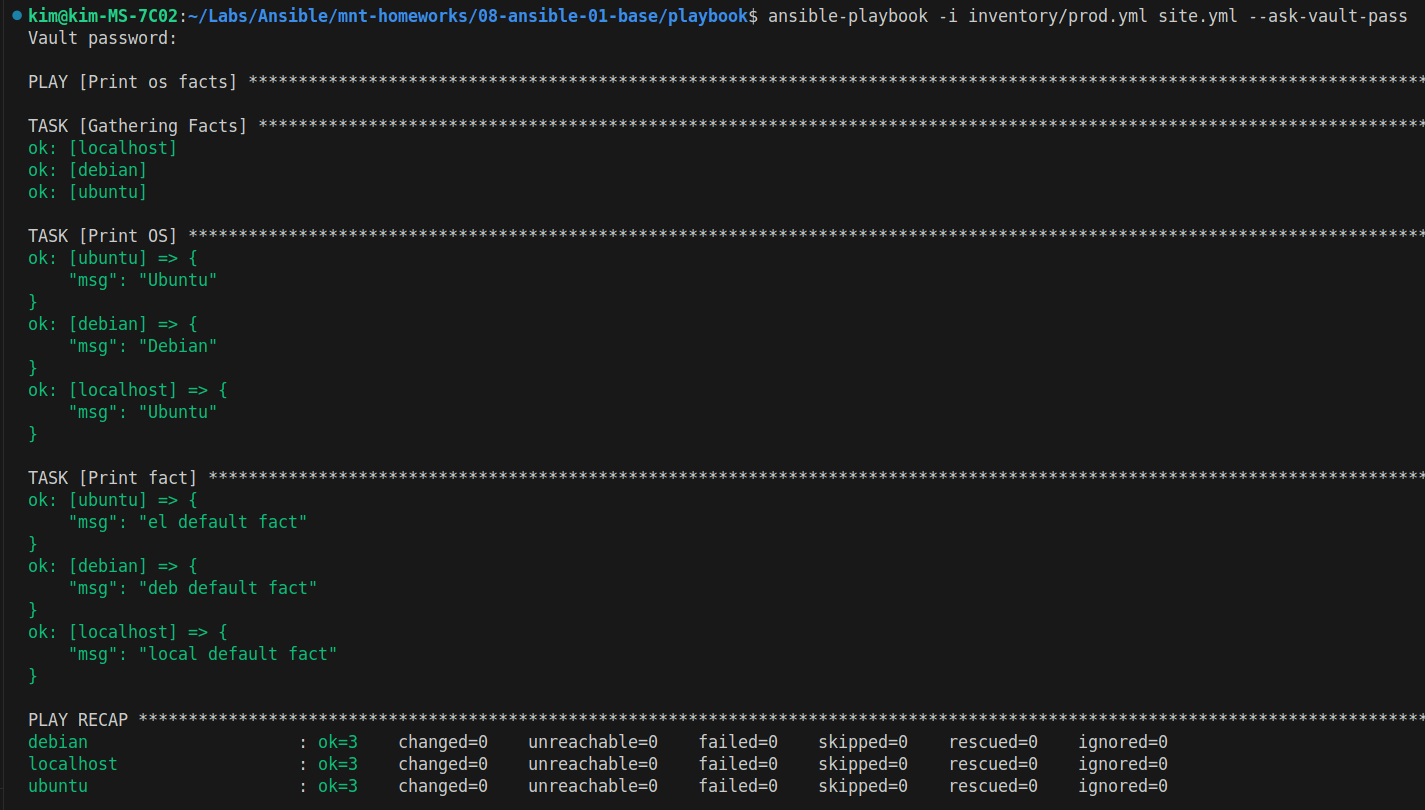 kim@kim-MS-7C02:~/Labs/Ansible/mnt-homeworks/08-ansible-01-base/playbook$ ansible-playbook -i inventory/prod.yml site.yml --ask-vault-pass
Vault password:
PLAY [Print os facts] **********************************************************************************************************************
TASK [Gathering Facts] *********************************************************************************************************************
ok: [localhost]
ok: [debian]
ok: [ubuntu]
TASK [Print OS] ****************************************************************************************************************************
ok: [ubuntu] => {
    "msg": "Ubuntu"
}
ok: [debian] => {
    "msg": "Debian"
}
ok: [localhost] => {
    "msg": "Ubuntu"
}
TASK [Print fact] **************************************************************************************************************************
ok: [ubuntu] => {
    "msg": "el default fact"
}
ok: [debian] => {
    "msg": "deb default fact"
}
ok: [localhost] => {
    "msg": "local default fact"
}
PLAY RECAP *********************************************************************************************************************************
debian                     : ok=3    changed=0    unreachable=0    failed=0    skipped=0    rescued=0    ignored=0
localhost                  : ok=3    changed=0    unreachable=0    failed=0    skipped=0    rescued=0    ignored=0
ubuntu                     : ok=3    changed=0    unreachable=0    failed=0    skipped=0    rescued=0    ignored=0